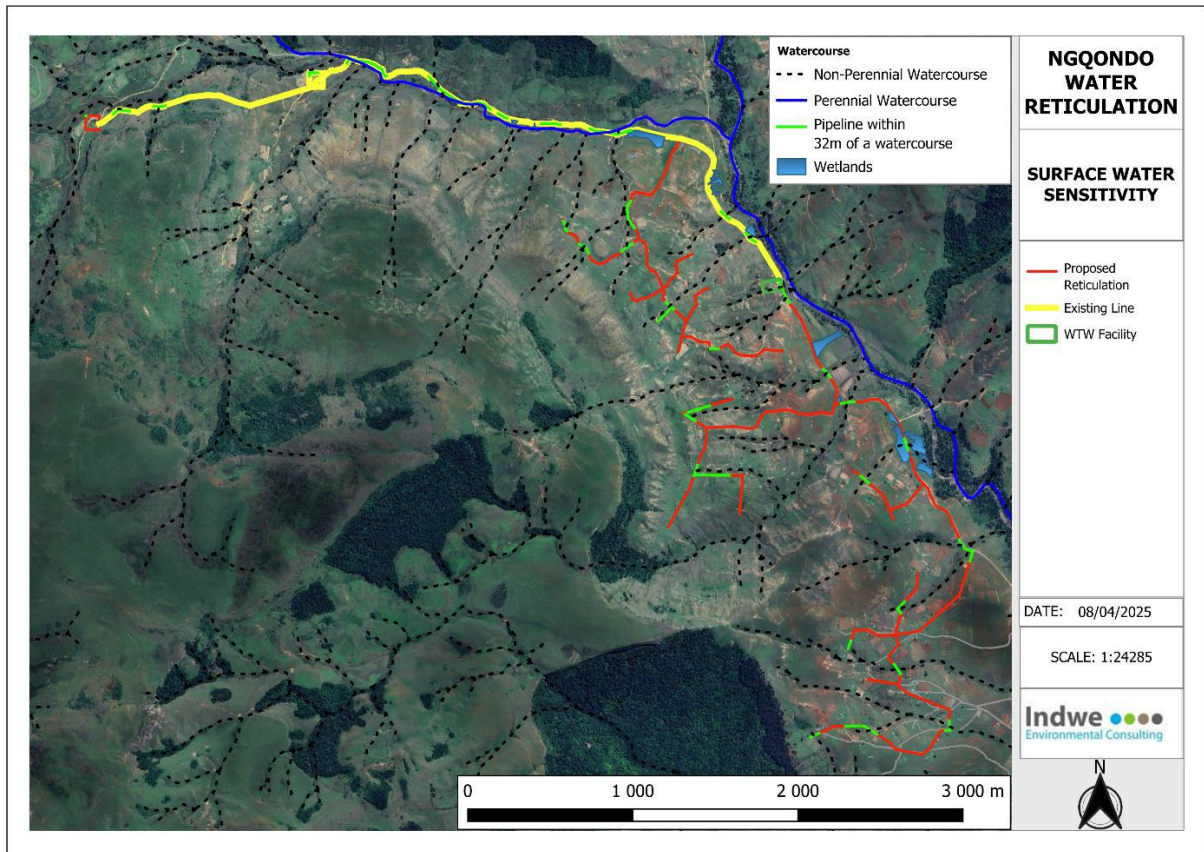 Watercourse
Non-Perennial Watercourse
Perennial Watercourse
Pipeline within
32m of a watercourse
Wetlands
NGQONDO
WATER
RETICULATION
SURFACE WATER
SENSITIVITY
Proposed
Reticulation
Existing Line
WTW Facility
DATE: 08/04/2025
SCALE: 1:24285
Indwe
Environmental Consulting
N
0 1 000 2 000 3 000 m